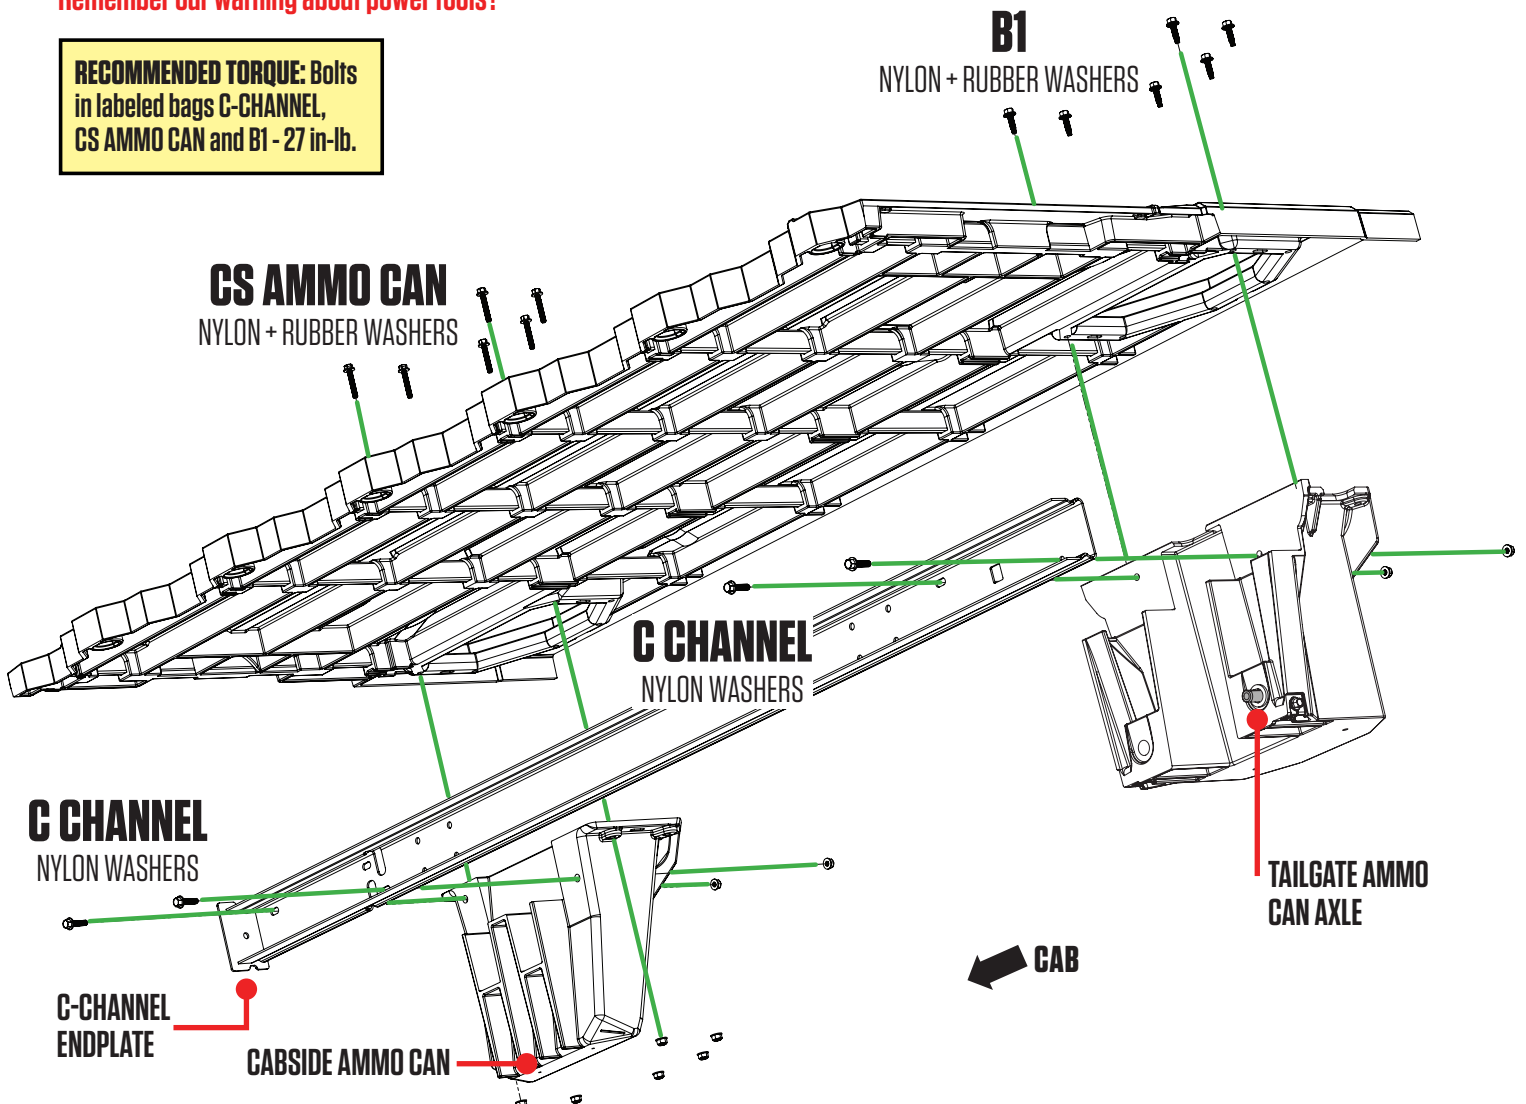 Remember our warning about power tools!
RECOMMENDED TORQUE: Bolts
in labeled bags C-CHANNEL,
CS AMMO CAN and B1 - 27 in-lb.
B1
NYLON + RUBBER WASHERS
CS AMMO CAN
NYLON + RUBBER WASHERS
C CHANNEL
NYLON WASHERS
C CHANNEL
NYLON WASHERS
TAILGATE AMMO
CAN AXLE
CAB
C-CHANNEL
ENDPLATE
CABSIDE AMMO CAN